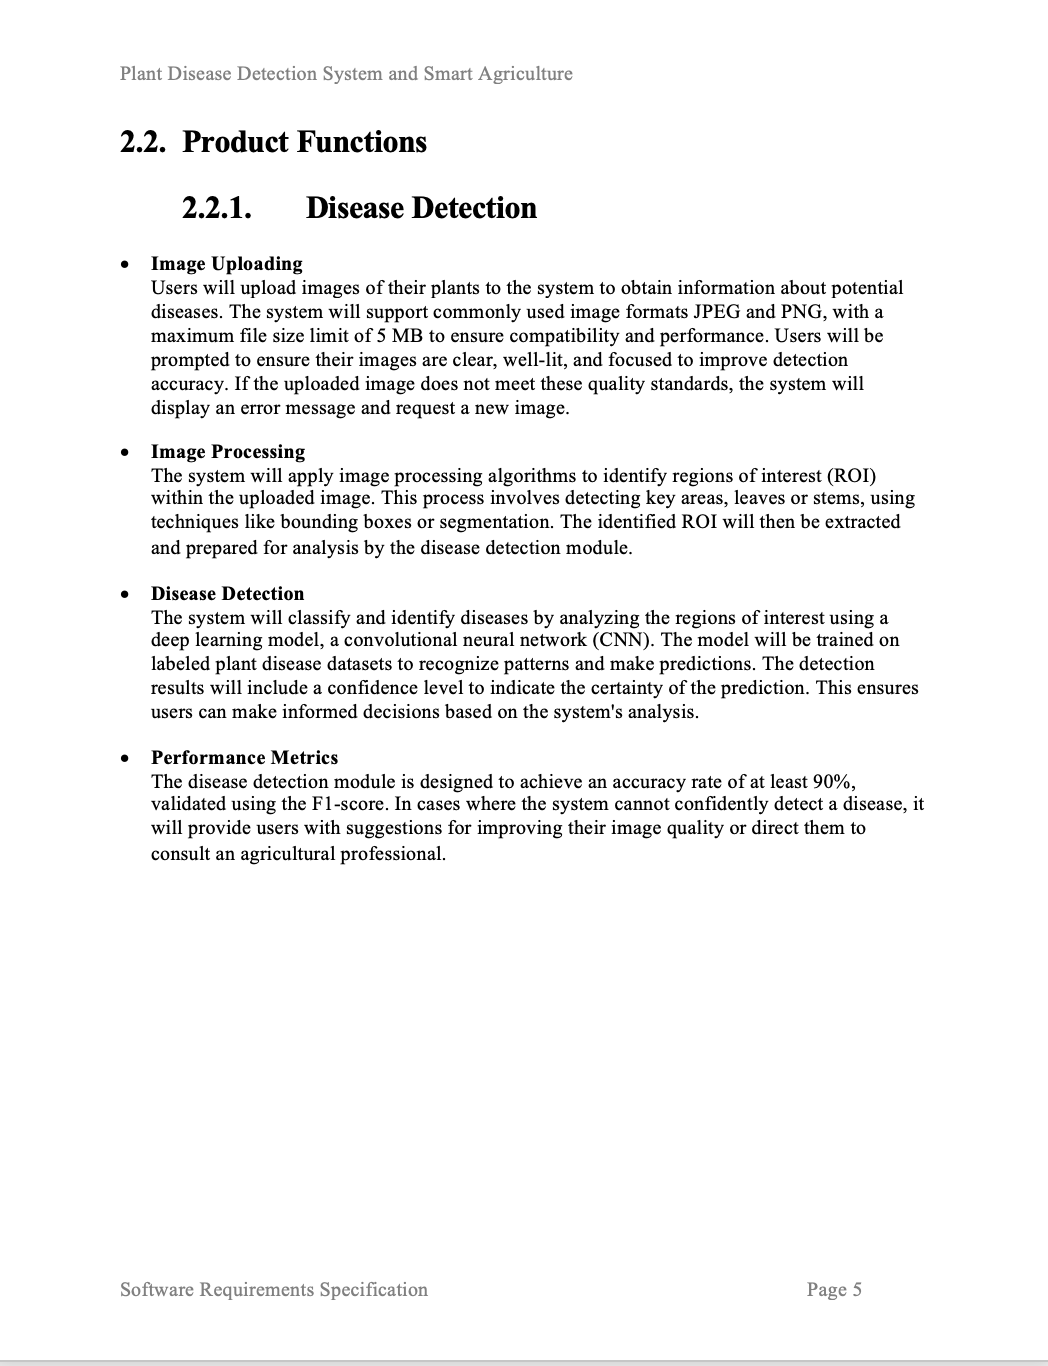 Plant Disease Detection System and Smart Agriculture
2.2. Product Functions
2.2.1. Disease Detection
• Image Uploading
Users will upload images of their plants to the system to obtain information about potential
diseases. The system will support commonly used image formats JPEG and PNG, with a
maximum file size limit of 5 MB to ensure compatibility and performance. Users will be
prompted to ensure their images are clear, well-lit, and focused to improve detection
accuracy. If the uploaded image does not meet these quality standards, the system will
display an error message and request a new image.
• Image Processing
The system will apply image processing algorithms to identify regions of interest (ROI)
within the uploaded image. This process involves detecting key areas, leaves or stems, using
techniques like bounding boxes or segmentation. The identified ROI will then be extracted
and prepared for analysis by the disease detection module.
• Disease Detection
The system will classify and identify diseases by analyzing the regions of interest using a
deep learning model, a convolutional neural network (CNN). The model will be trained on
labeled plant disease datasets to recognize patterns and make predictions. The detection
results will include a confidence level to indicate the certainty of the prediction. This ensures
users can make informed decisions based on the system's analysis.
• Performance Metrics
The disease detection module is designed to achieve an accuracy rate of at least 90%,
validated using the F1-score. In cases where the system cannot confidently detect a disease, it
will provide users with suggestions for improving their image quality or direct them to
consult an agricultural professional.
Software Requirements Specification Page 5